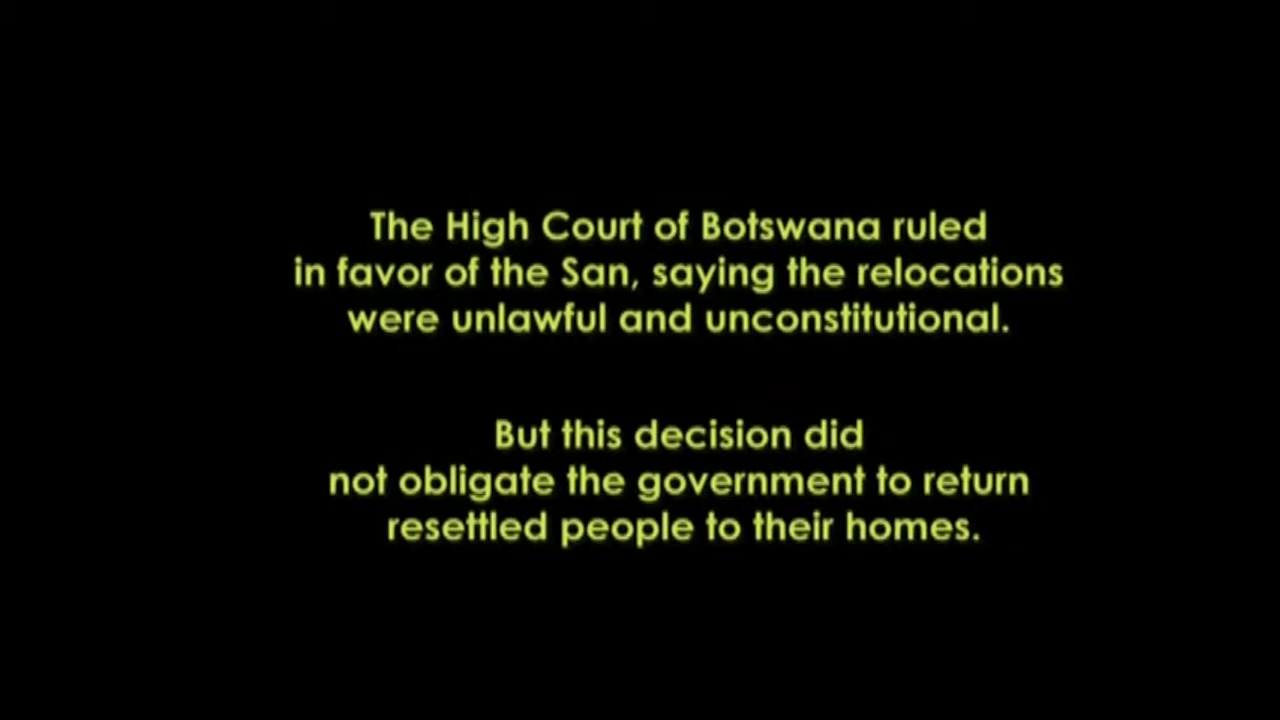 The High Court of Botswana ruled
in favor of the San, saying the relocations
were unlawful and unconstitutional.
But this decision did
not obligate the government to return
resettled people to their homes.